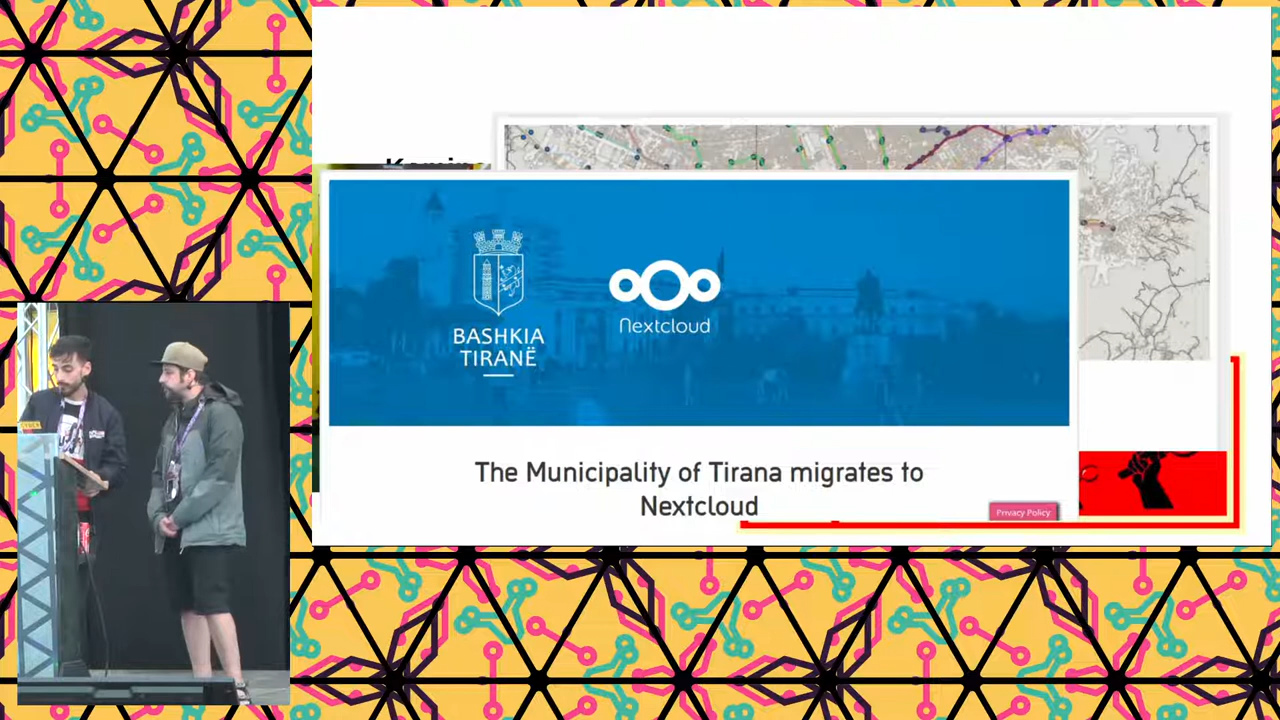 BASHKIA
TIRANË
Nextcloud
The Municipality of Tirana migrates to
Nextcloud
Privacy Policy